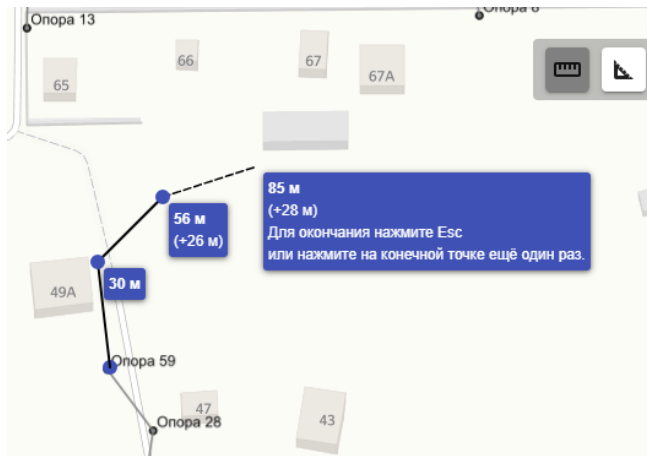 Опора 13
Опора 8
66
67
65
67А
85 м
(+28 м)
Для окончания нажмите Esc
или нажмите на конечной точке ещё один раз.
56 м
(+26 м)
30 м
49А
Опора 59
47
43
Опора 28